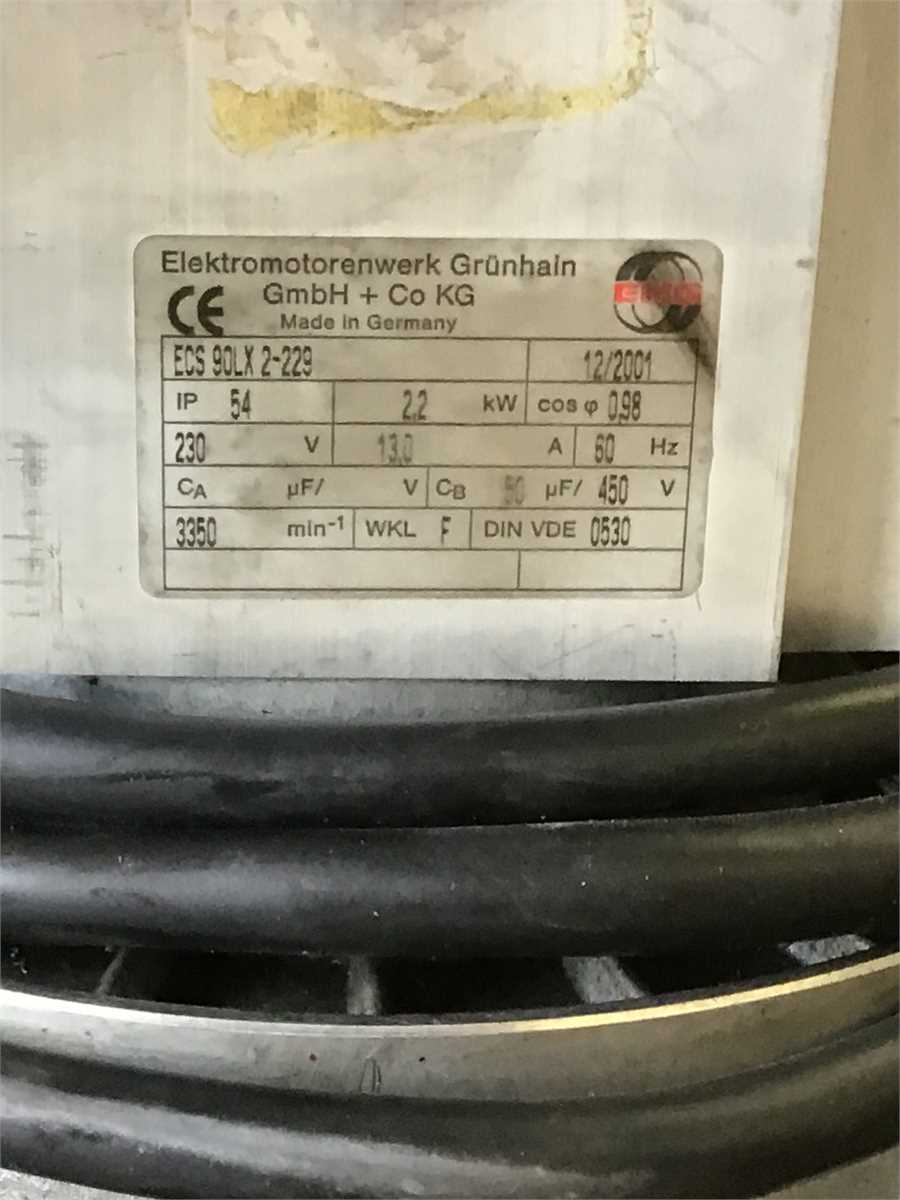 Elektromotorenwerk Grünhain
GmbH + Co KG
CE
Made in Germany
ECS 90LX 2-229 12/2001
IP 54 2,2 kW cos φ 0,98
230 V 13,0 A 60 Hz
CA µF/ V CB µF/ 450 V
3350 min-1 WKL F DIN VDE 0530